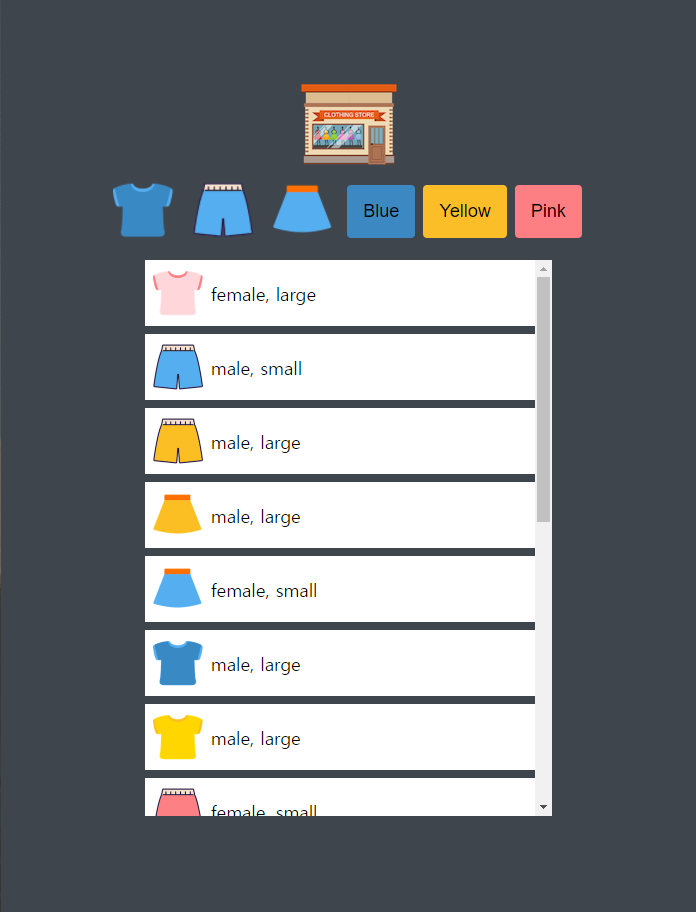 CLOTHING STORE
Blue Yellow Pink
female, large
male, small
male, large
male, large
female, small
male, large
male, large
female, small